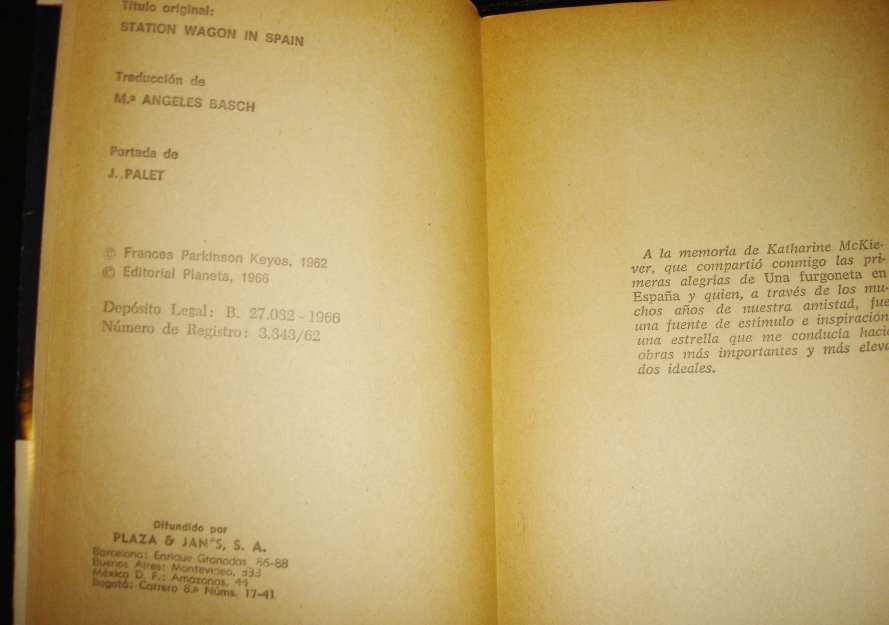 Título original:
STATION WAGON IN SPAIN
Traducción de
M.ª ANGELES BASCH
Portada de
J. PALET
© Frances Parkinson Keyes, 1962
© Editorial Planeta, 1966
Depósito Legal: B. 27.032 - 1966
Número de Registro: 3.343/62
Difundido por
PLAZA & JANÉS, S. A.
Barcelona: Enrique Granados, 86-88
Buenos Aires: Montevideo, 333
México D. F.: Amazonas, 44
Bogotá: Carrero 8.ª Núms. 17-41
A la memoria de Katharine McKie-
ver, que compartió conmigo las pri-
meras alegrías de Una furgoneta en
España y quien, a través de los mu-
chos años de nuestra amistad, fue
una fuente de estímulo e inspiración,
una estrella que me conducía hacia
obras más importantes y más eleva-
dos ideales.